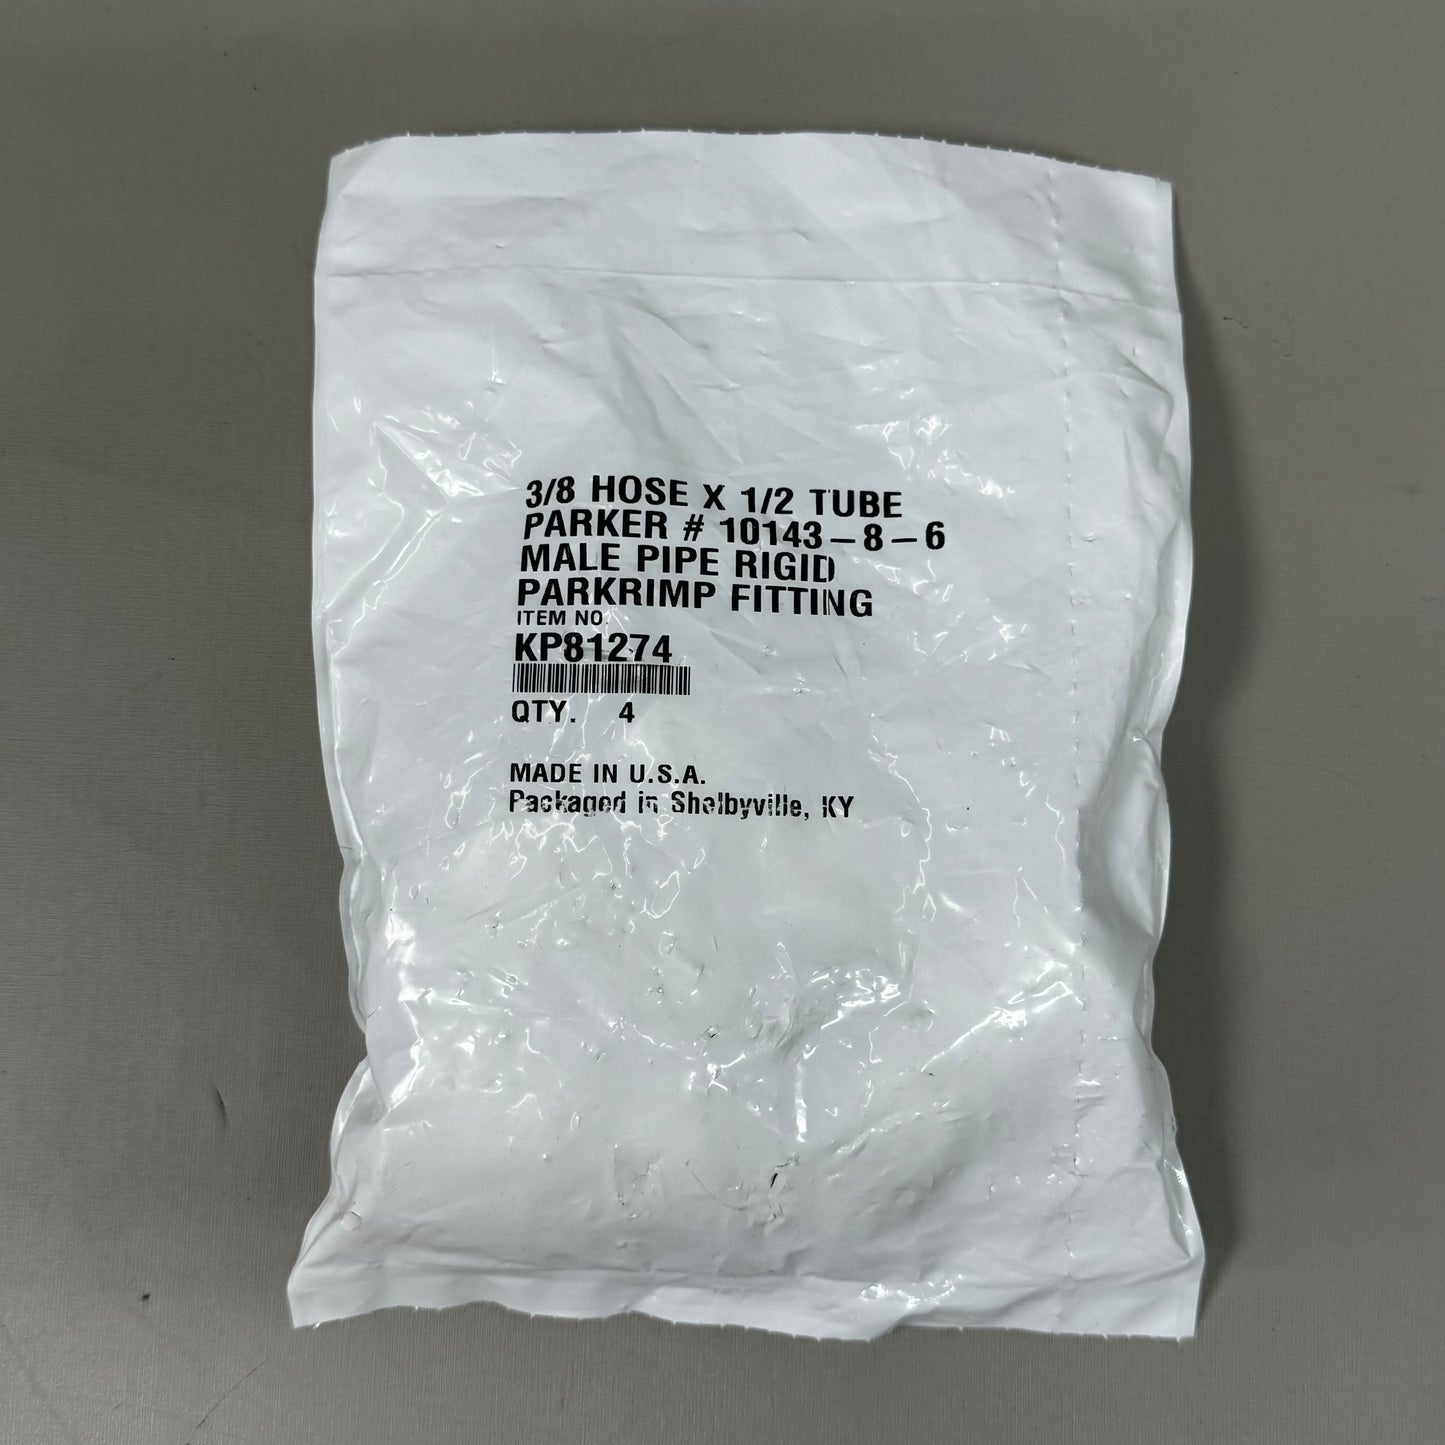 3/8 HOSE X 1/2 TUBE
PARKER # 10143-8-6
MALE PIPE RIGID
PARKRIMP FITTING
ITEM NO.
KP81274
QTY. 4
MADE IN U.S.A.
Packaged in Shelbyville, KY